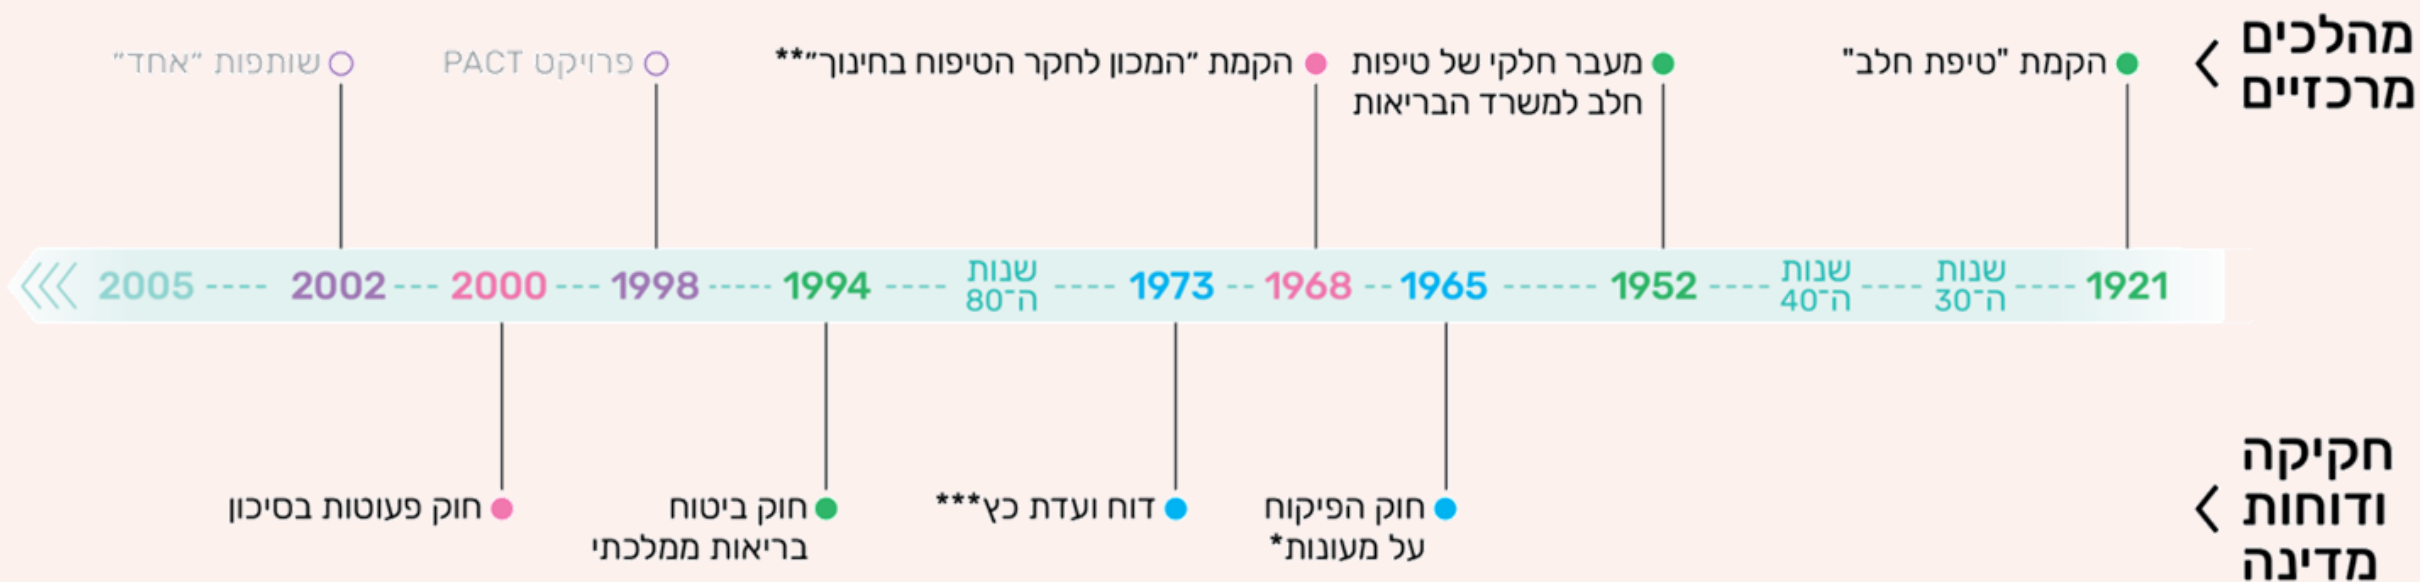 מהלכים
מרכזיים
הקמת "טיפת חלב"
מעבר חלקי של טיפות
חלב למשרד הבריאות
הקמת ״המכון לחקר הטיפוח בחינוך״**
פרויקט PACT
שותפות ״אחד״
1921
שנות
ה־30
שנות
ה־40
1952
1965
1968
1973
שנות
ה־80
1994
1998
2000
2002
2005
חקיקה
ודוחות
מדינה
חוק הפיקוח
על מעונות*
דוח ועדת כץ***
חוק ביטוח
בריאות ממלכתי
חוק פעוטות בסיכון